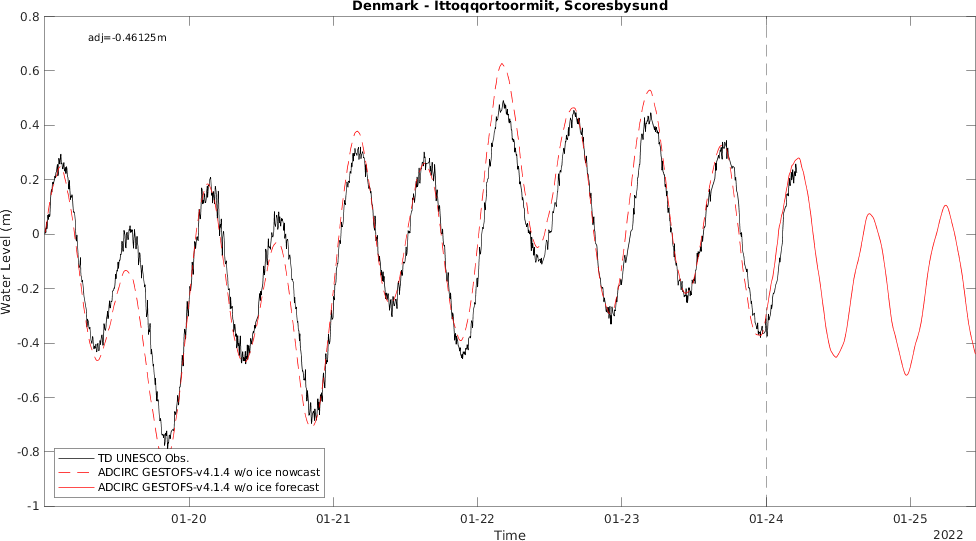 Denmark - Ittoqqortoormiit, Scoresbysund
adj=-0.46125m
0.8
0.6
0.4
0.2
0
-0.2
-0.4
-0.6
-0.8
-1
Water Level (m)
TD UNESCO Obs.
ADCIRC GESTOFS-v4.1.4 w/o ice nowcast
ADCIRC GESTOFS-v4.1.4 w/o ice forecast
01-20 01-21 01-22 01-23 01-24 01-25
Time
2022